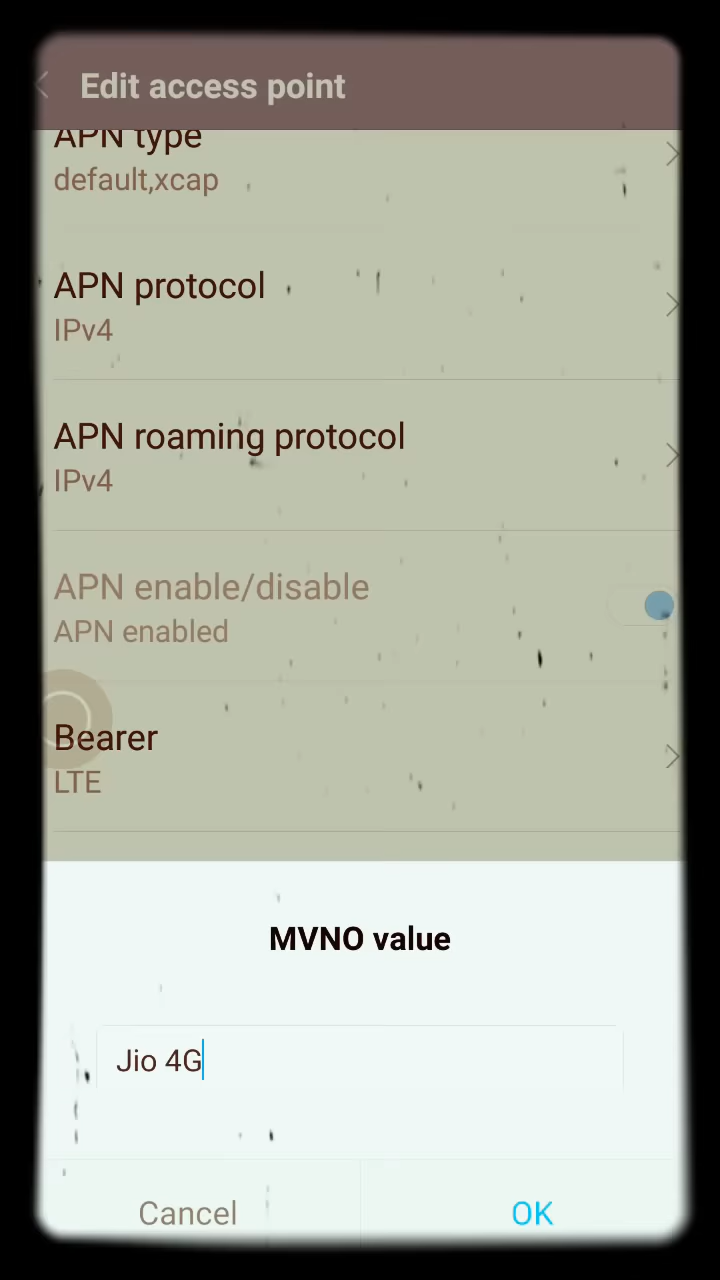 Edit access point
APN type
default,xcap
APN protocol
IPv4
APN roaming protocol
IPv4
APN enable/disable
APN enabled
Bearer
LTE
MVNO value
Jio 4G
Cancel
OK